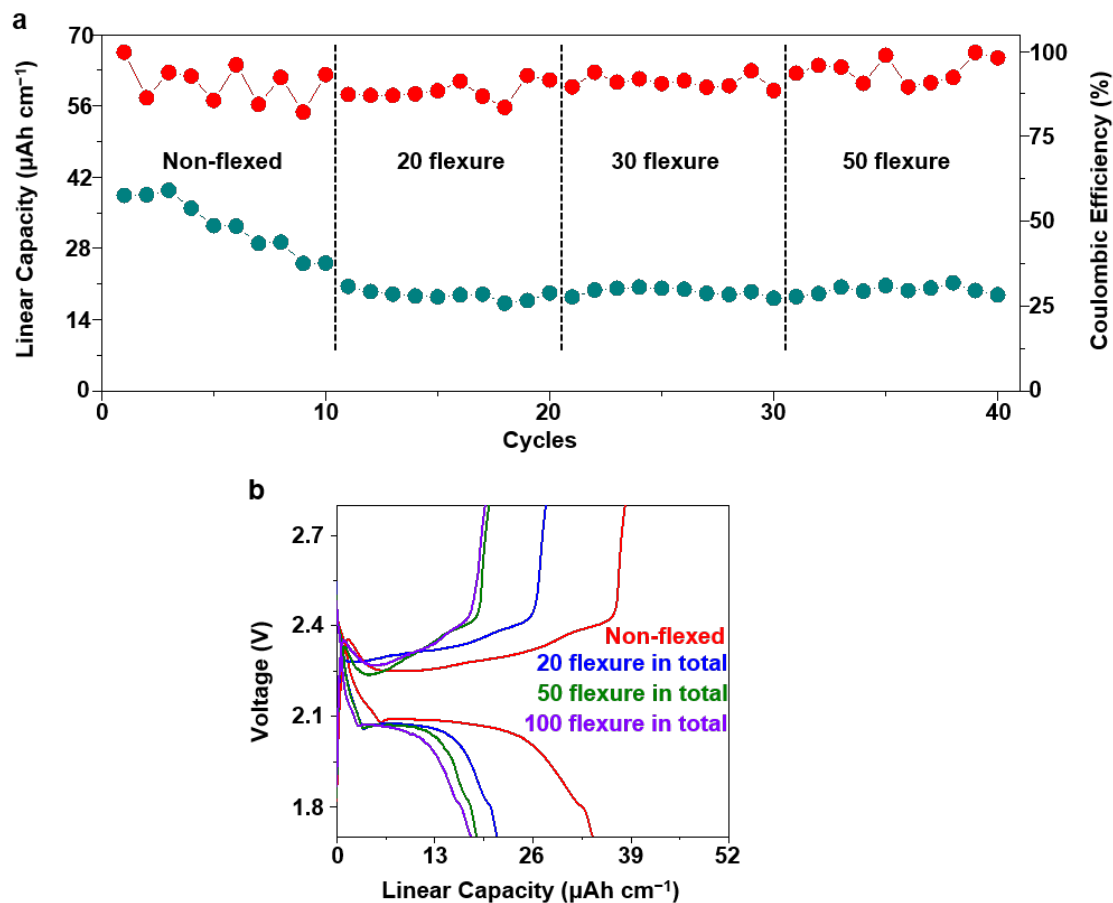 a
Linear Capacity (µAh cm⁻¹)
70
56
42
28
14
0
Non-flexed
20 flexure
30 flexure
50 flexure
100
75
50
25
0
Coulombic Efficiency (%)
0
10
20
30
40
Cycles
b
Voltage (V)
2.7
2.4
2.1
1.8
Non-flexed
20 flexure in total
50 flexure in total
100 flexure in total
0
13
26
39
52
Linear Capacity (µAh cm⁻¹)